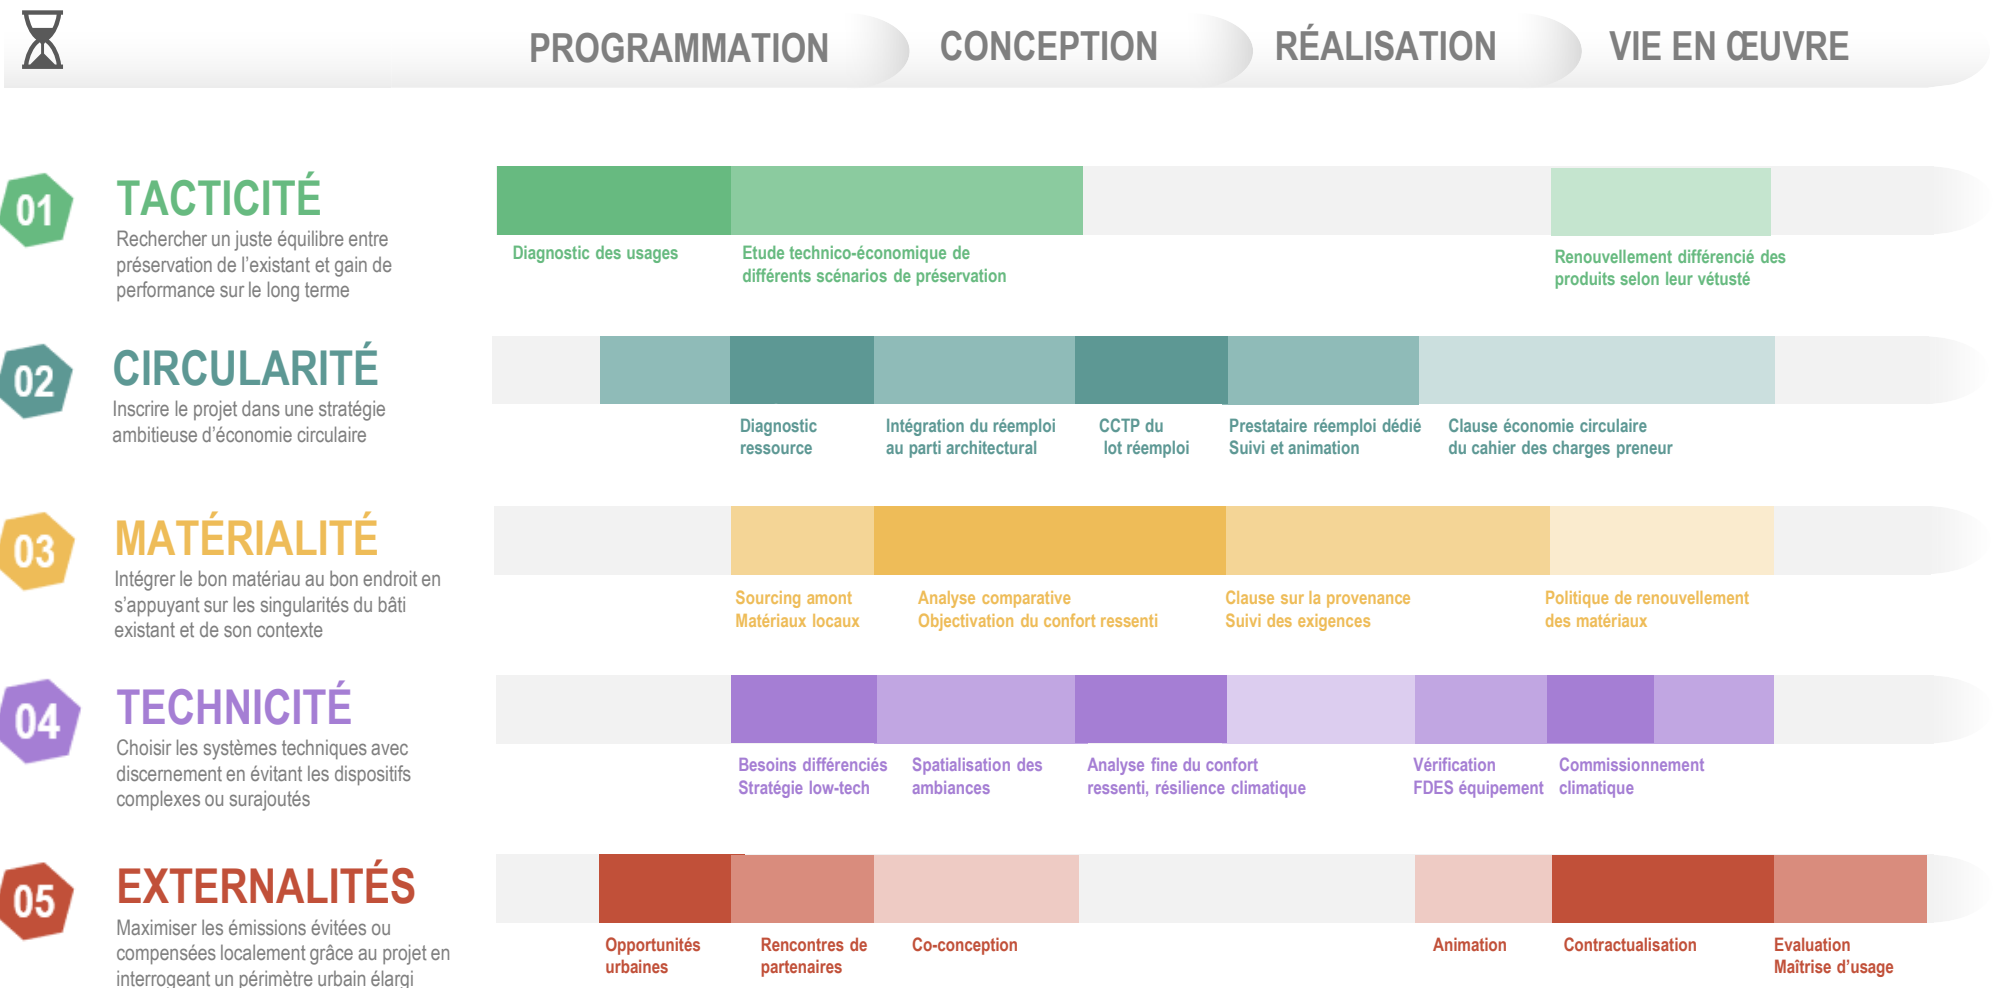 PROGRAMMATION
CONCEPTION
RÉALISATION
VIE EN ŒUVRE
01
TACTICITÉ
Rechercher un juste équilibre entre
préservation de l'existant et gain de
performance sur le long terme
Diagnostic des usages
Etude technico-économique de
différents scénarios de préservation
Renouvellement différencié des
produits selon leur vétusté
02
CIRCULARITÉ
Inscrire le projet dans une stratégie
ambitieuse d'économie circulaire
Diagnostic
ressource
Intégration du réemploi
au parti architectural
CCTP du
lot réemploi
Prestataire réemploi dédié
Suivi et animation
Clause économie circulaire
du cahier des charges preneur
03
MATÉRIALITÉ
Intégrer le bon matériau au bon endroit en
s'appuyant sur les singularités du bâti
existant et de son contexte
Sourcing amont
Matériaux locaux
Analyse comparative
Objectivation du confort ressenti
Clause sur la provenance
Suivi des exigences
Politique de renouvellement
des matériaux
04
TECHNICITÉ
Choisir les systèmes techniques avec
discernement en évitant les dispositifs
complexes ou surajoutés
Besoins différenciés
Stratégie low-tech
Spatialisation des
ambiances
Analyse fine du confort
ressenti, résilience climatique
Vérification
FDES équipement
Commissionnement
climatique
05
EXTERNALITÉS
Maximiser les émissions évitées ou
compensées localement grâce au projet en
interrogeant un périmètre urbain élargi
Opportunités
urbaines
Rencontres de
partenaires
Co-conception
Animation
Contractualisation
Evaluation
Maîtrise d'usage